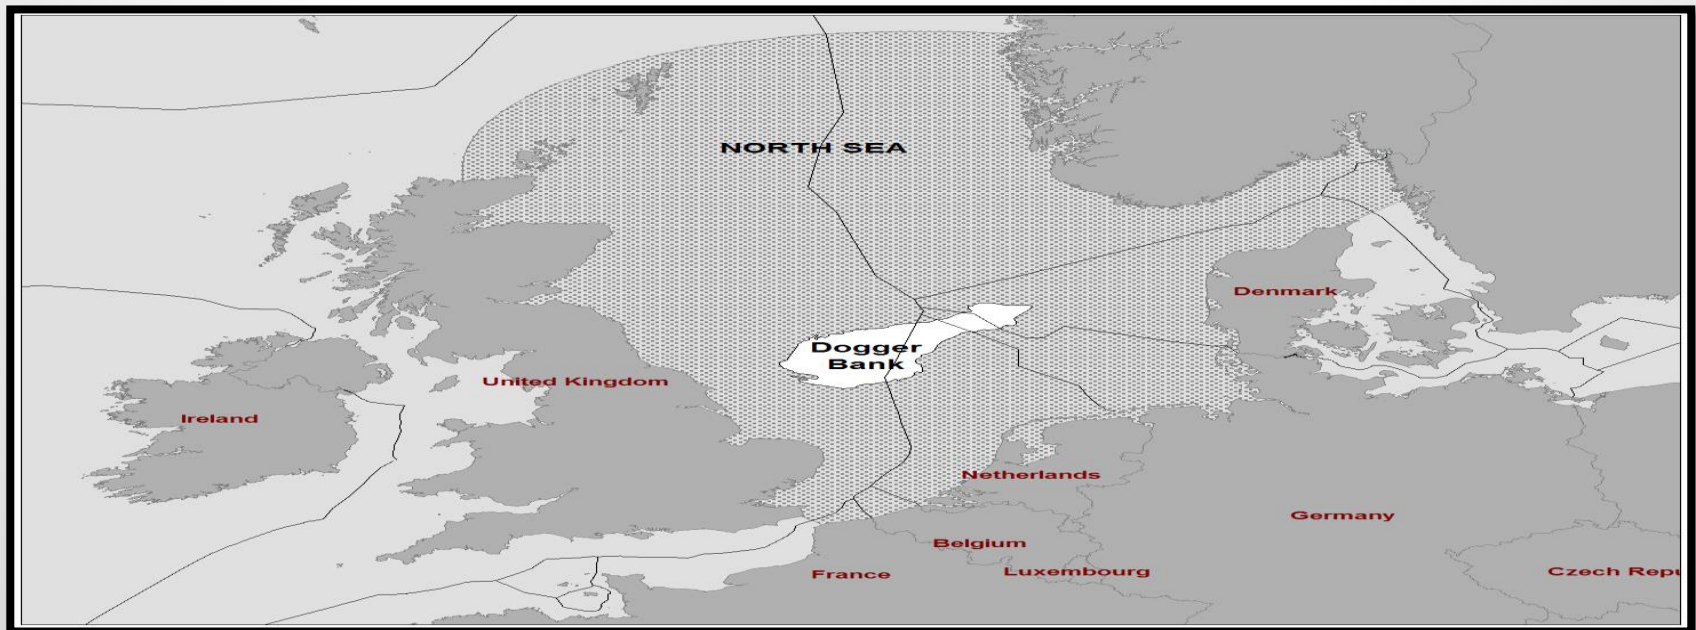 NORTH SEA
Denmark
Dogger
Bank
United Kingdom
Ireland
Netherlands
Germany
Belgium
France
Luxembourg
Czech Repu